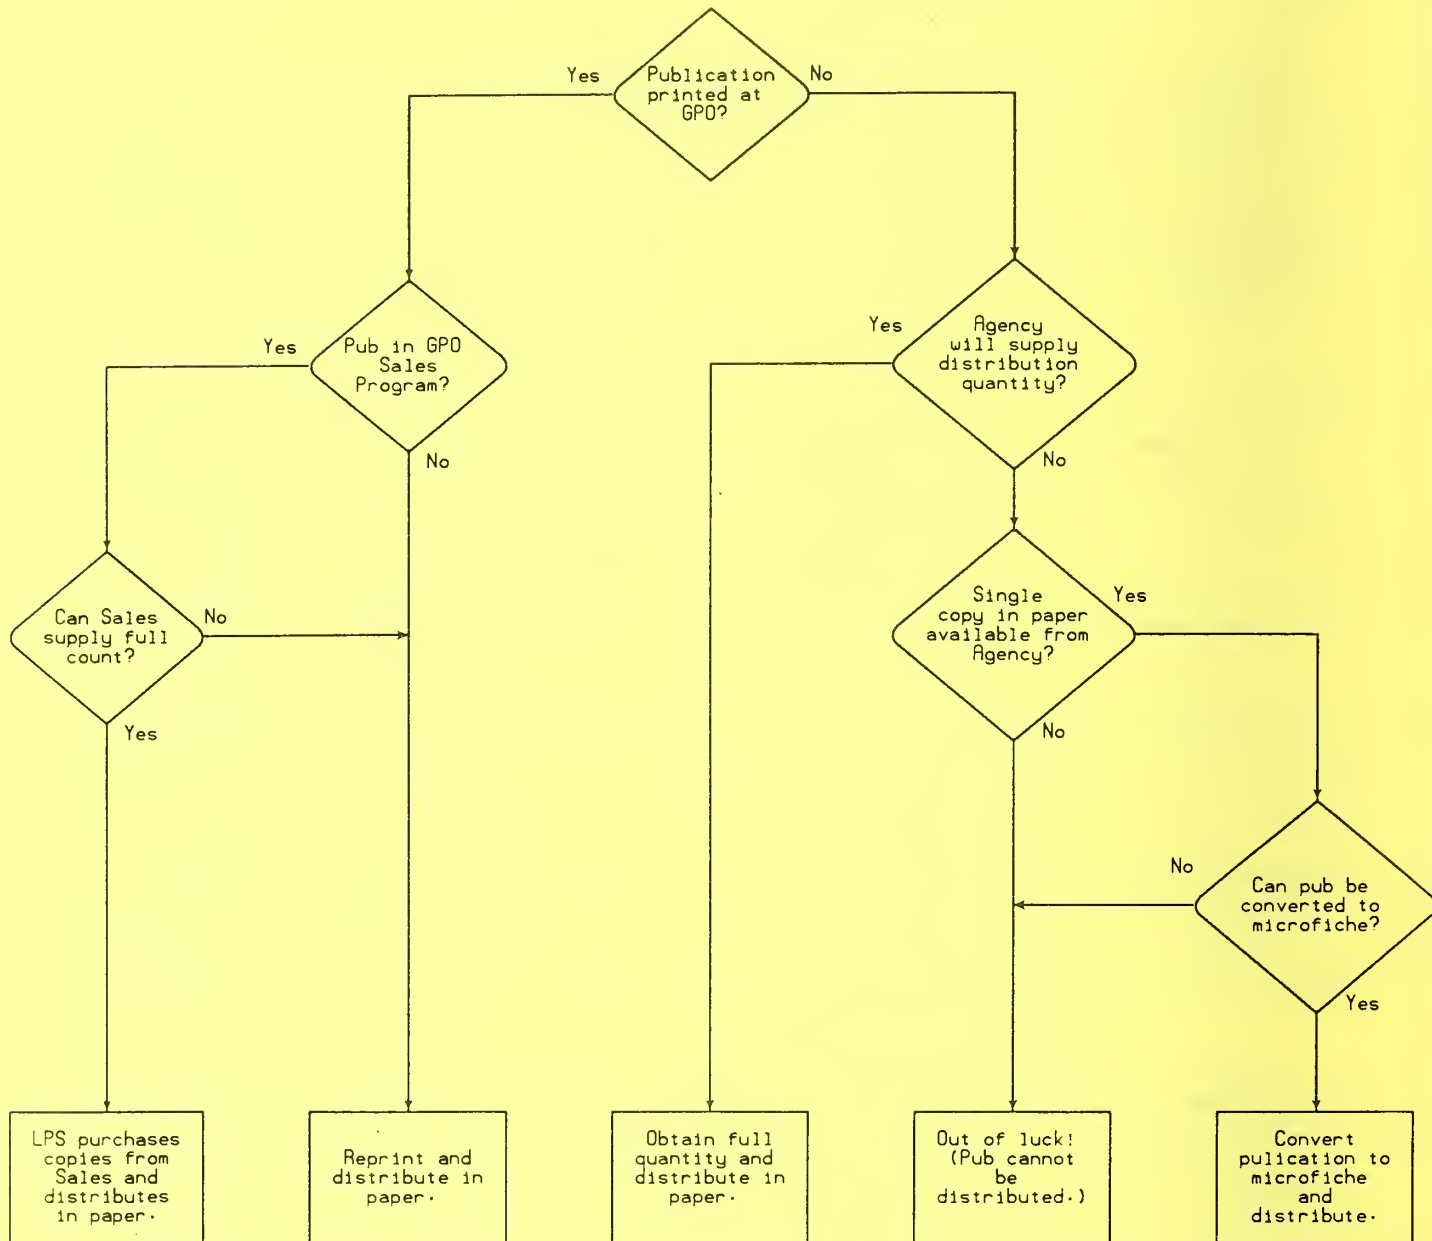 Yes
Publication
printed at
GPO?
No
Yes
Pub in GPO
Sales
Program?
No
Yes
Agency
will supply
distribution
quantity?
No
Can Sales
supply full
count?
No
Yes
Single
copy in paper
available from
Agency?
Yes
No
No
Can pub be
converted to
microfiche?
Yes
LPS purchases
copies from
Sales and
distributes
in paper.
Reprint and
distribute in
paper.
Obtain full
quantity and
distribute in
paper.
Out of luck!
(Pub cannot
be
distributed.)
Convert
pulication to
microfiche
and
distribute.